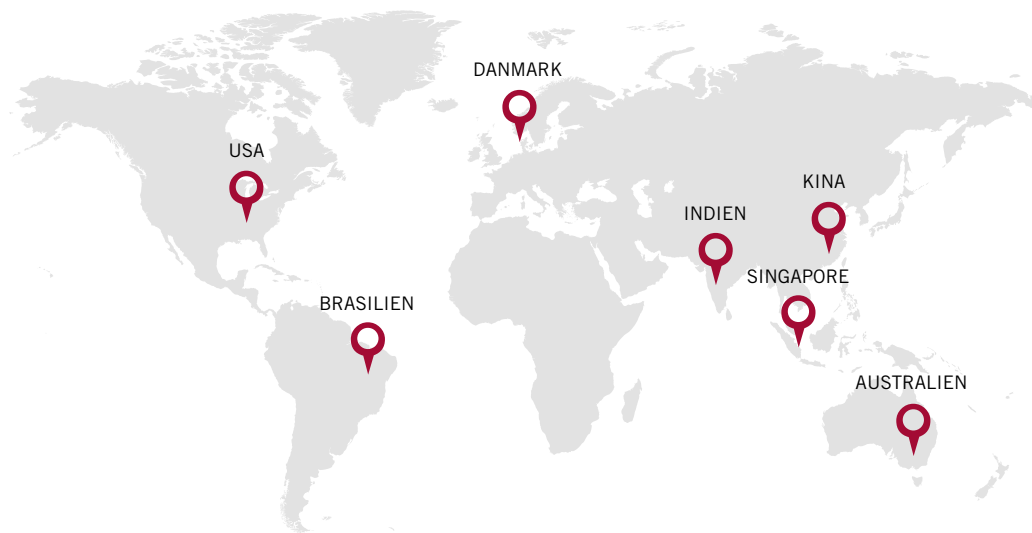 DANMARK
USA
KINA
INDIEN
SINGAPORE
BRASILIEN
AUSTRALIEN